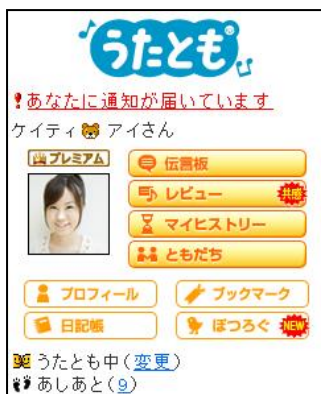 うたとも®
あなたに通知が届いています
ケイティ アイさん
プレミアム
伝言板
レビュー 共感
マイヒストリー
ともだち
プロフィール ブックマーク
日記帳 ぽつろぐ NEW
うたとも中(変更)
あしあと(9)